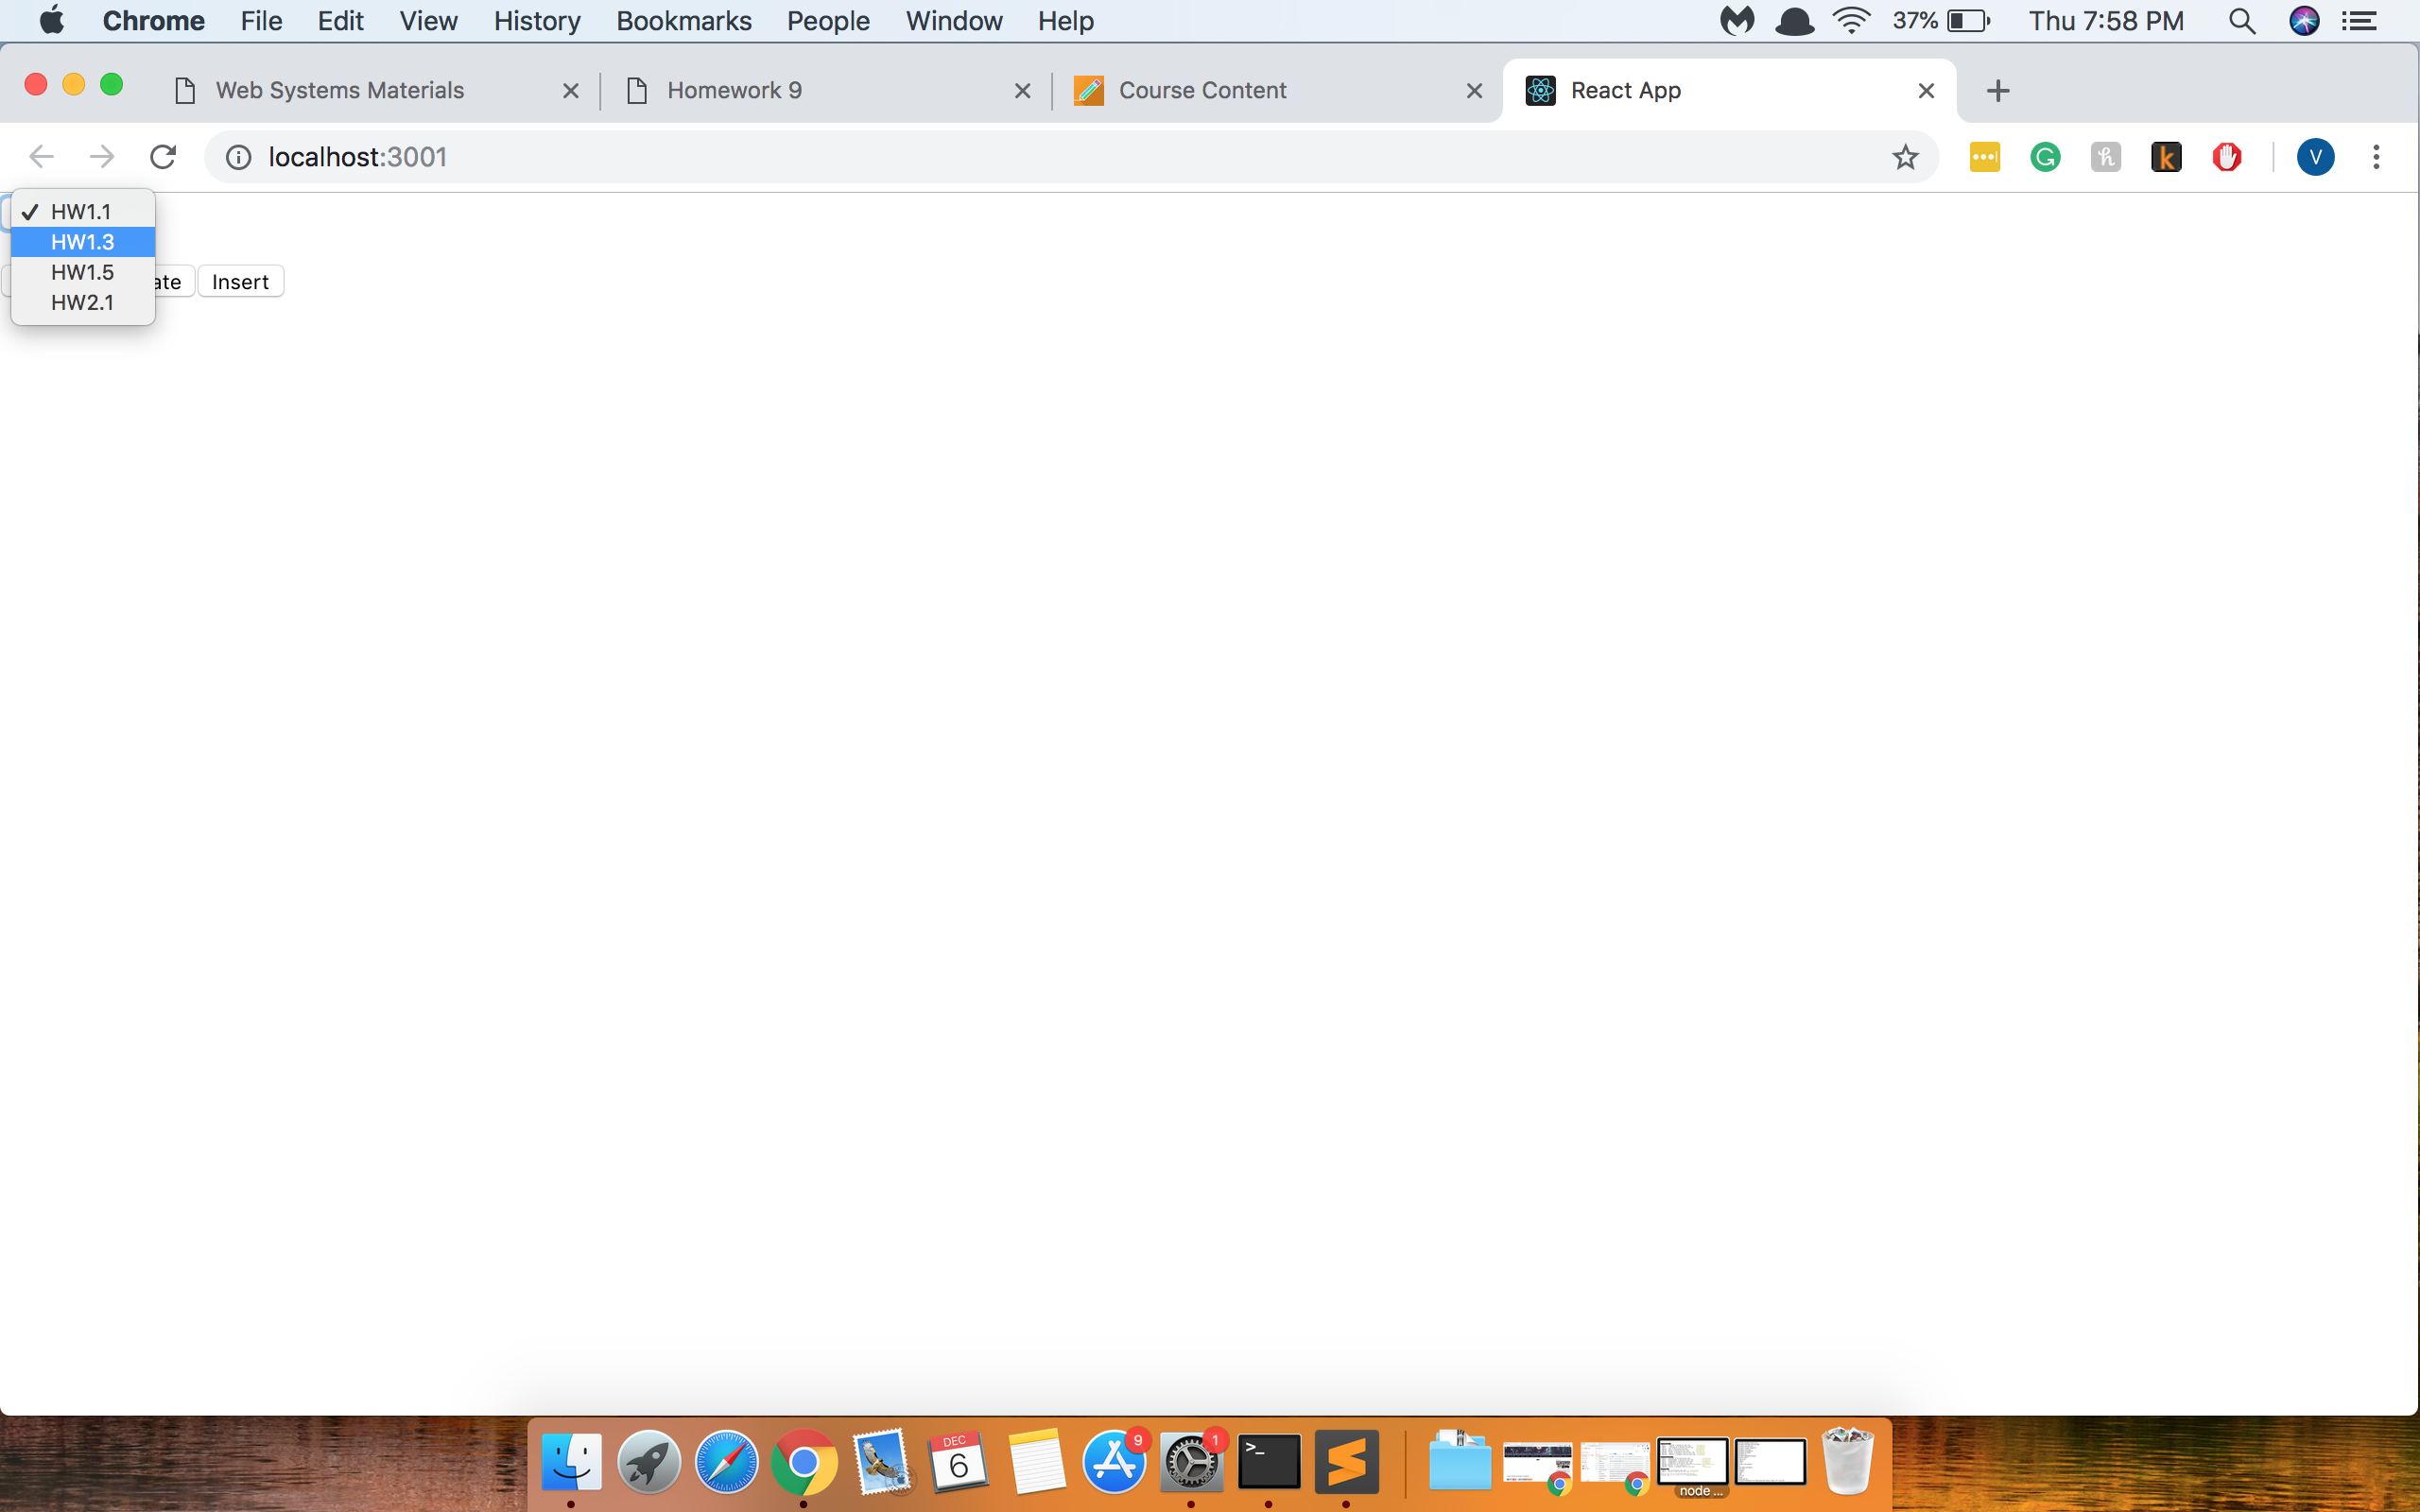 Chrome File Edit View History Bookmarks People Window Help 37% Thu 7:58 PM
Web Systems Materials Homework 9 Course Content React App
localhost:3001 V
✓ HW1.1
HW1.3
HW1.5
ate Insert
HW2.1
DEC
6
9
1
>_
node ...